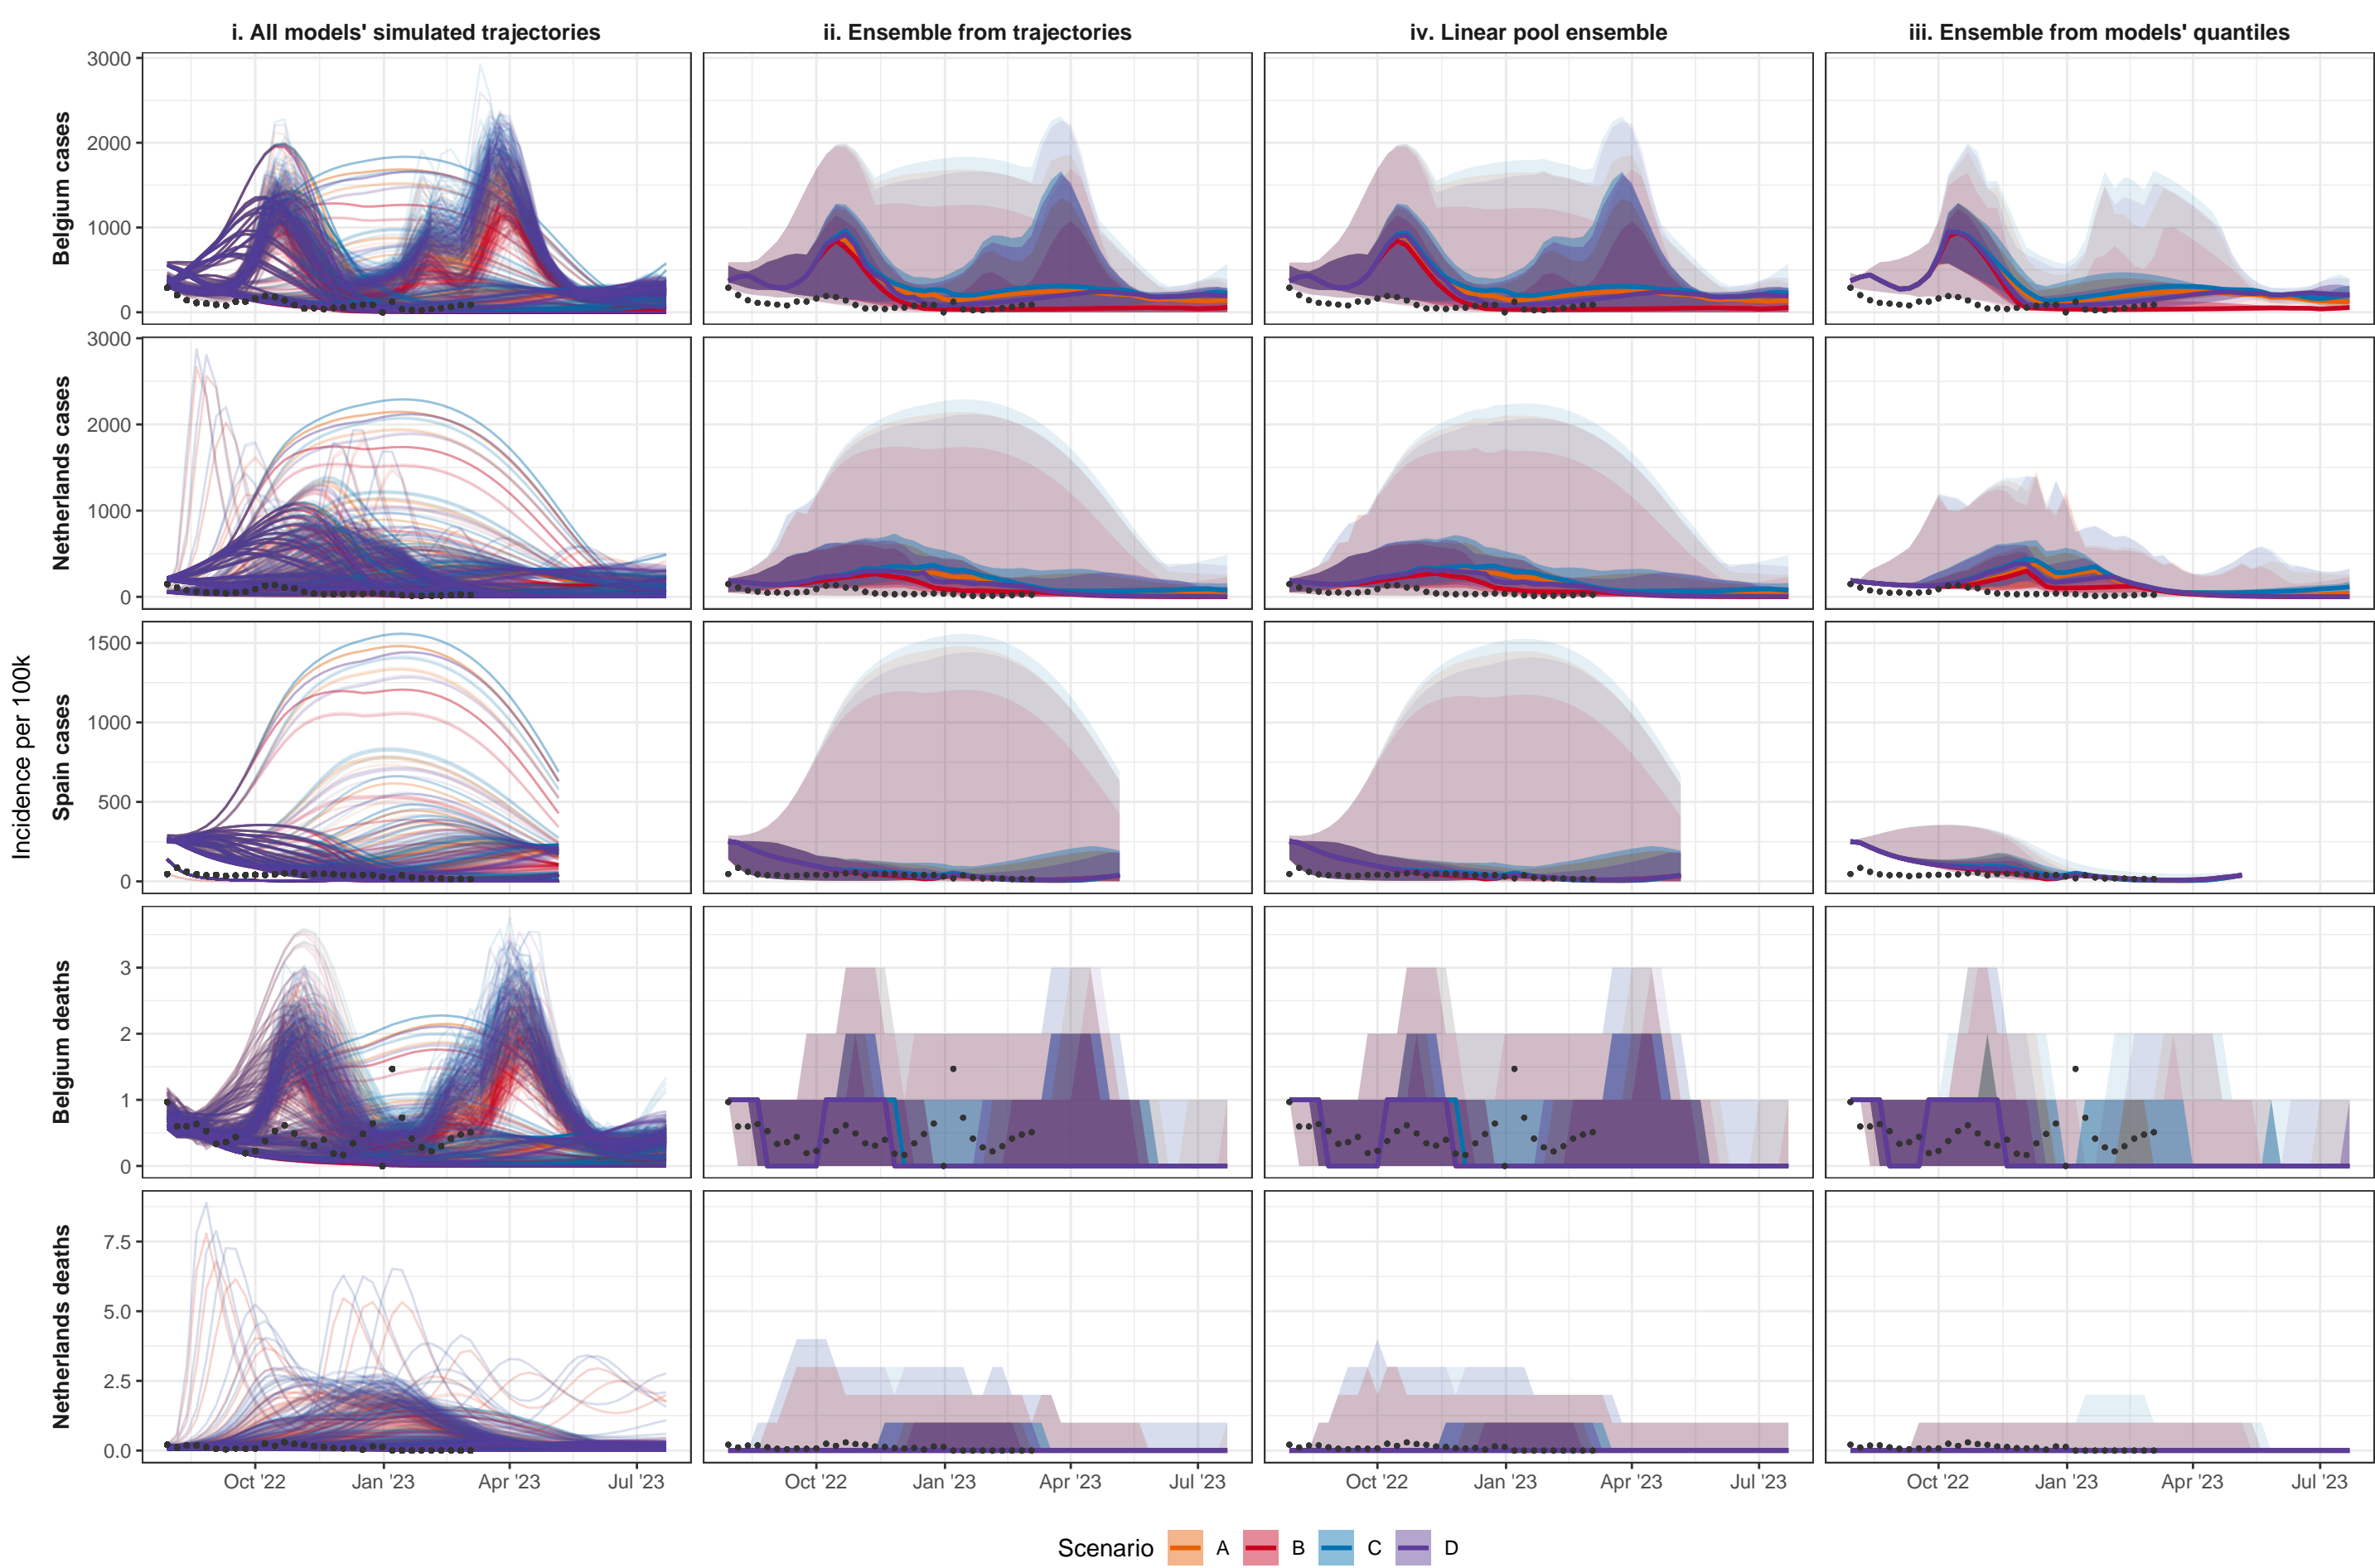 i. All models' simulated trajectories
ii. Ensemble from trajectories
iv. Linear pool ensemble
iii. Ensemble from models' quantiles
Incidence per 100k
Belgium cases
3000
2000
1000
0
Netherlands cases
3000
2000
1000
0
Spain cases
1500
1000
500
0
Belgium deaths
3
2
1
0
Netherlands deaths
7.5
5.0
2.5
0.0
Oct '22 Jan '23 Apr '23 Jul '23
Oct '22 Jan '23 Apr '23 Jul '23
Oct '22 Jan '23 Apr '23 Jul '23
Oct '22 Jan '23 Apr '23 Jul '23
Scenario A B C D